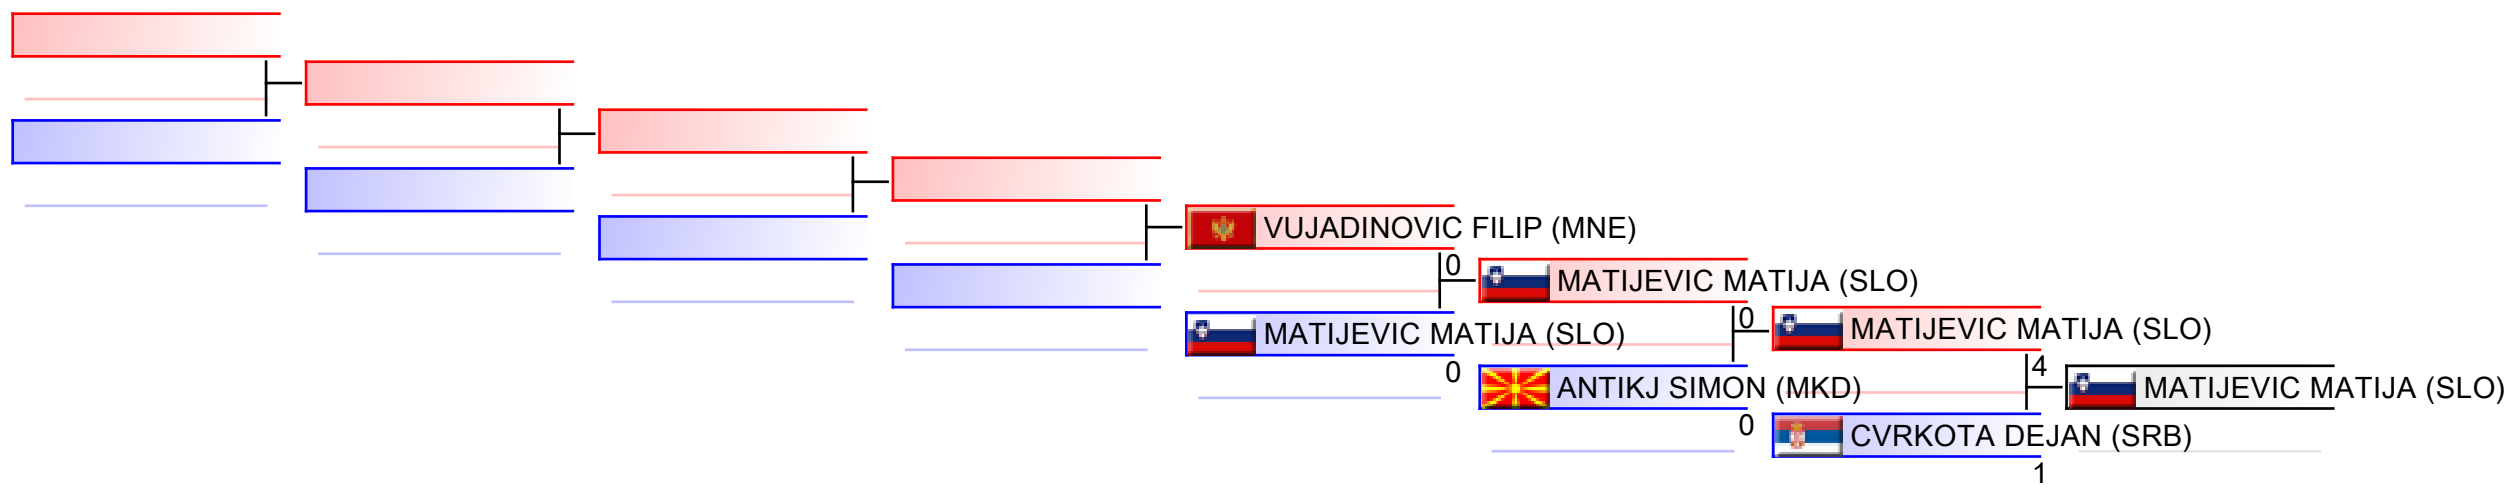 VUJADINOVIC FILIP (MNE)
0
MATIJEVIC MATIJA (SLO)
MATIJEVIC MATIJA (SLO)
0
0
MATIJEVIC MATIJA (SLO)
ANTIKJ SIMON (MKD)
0
4
MATIJEVIC MATIJA (SLO)
CVRKOTA DEJAN (SRB)
1